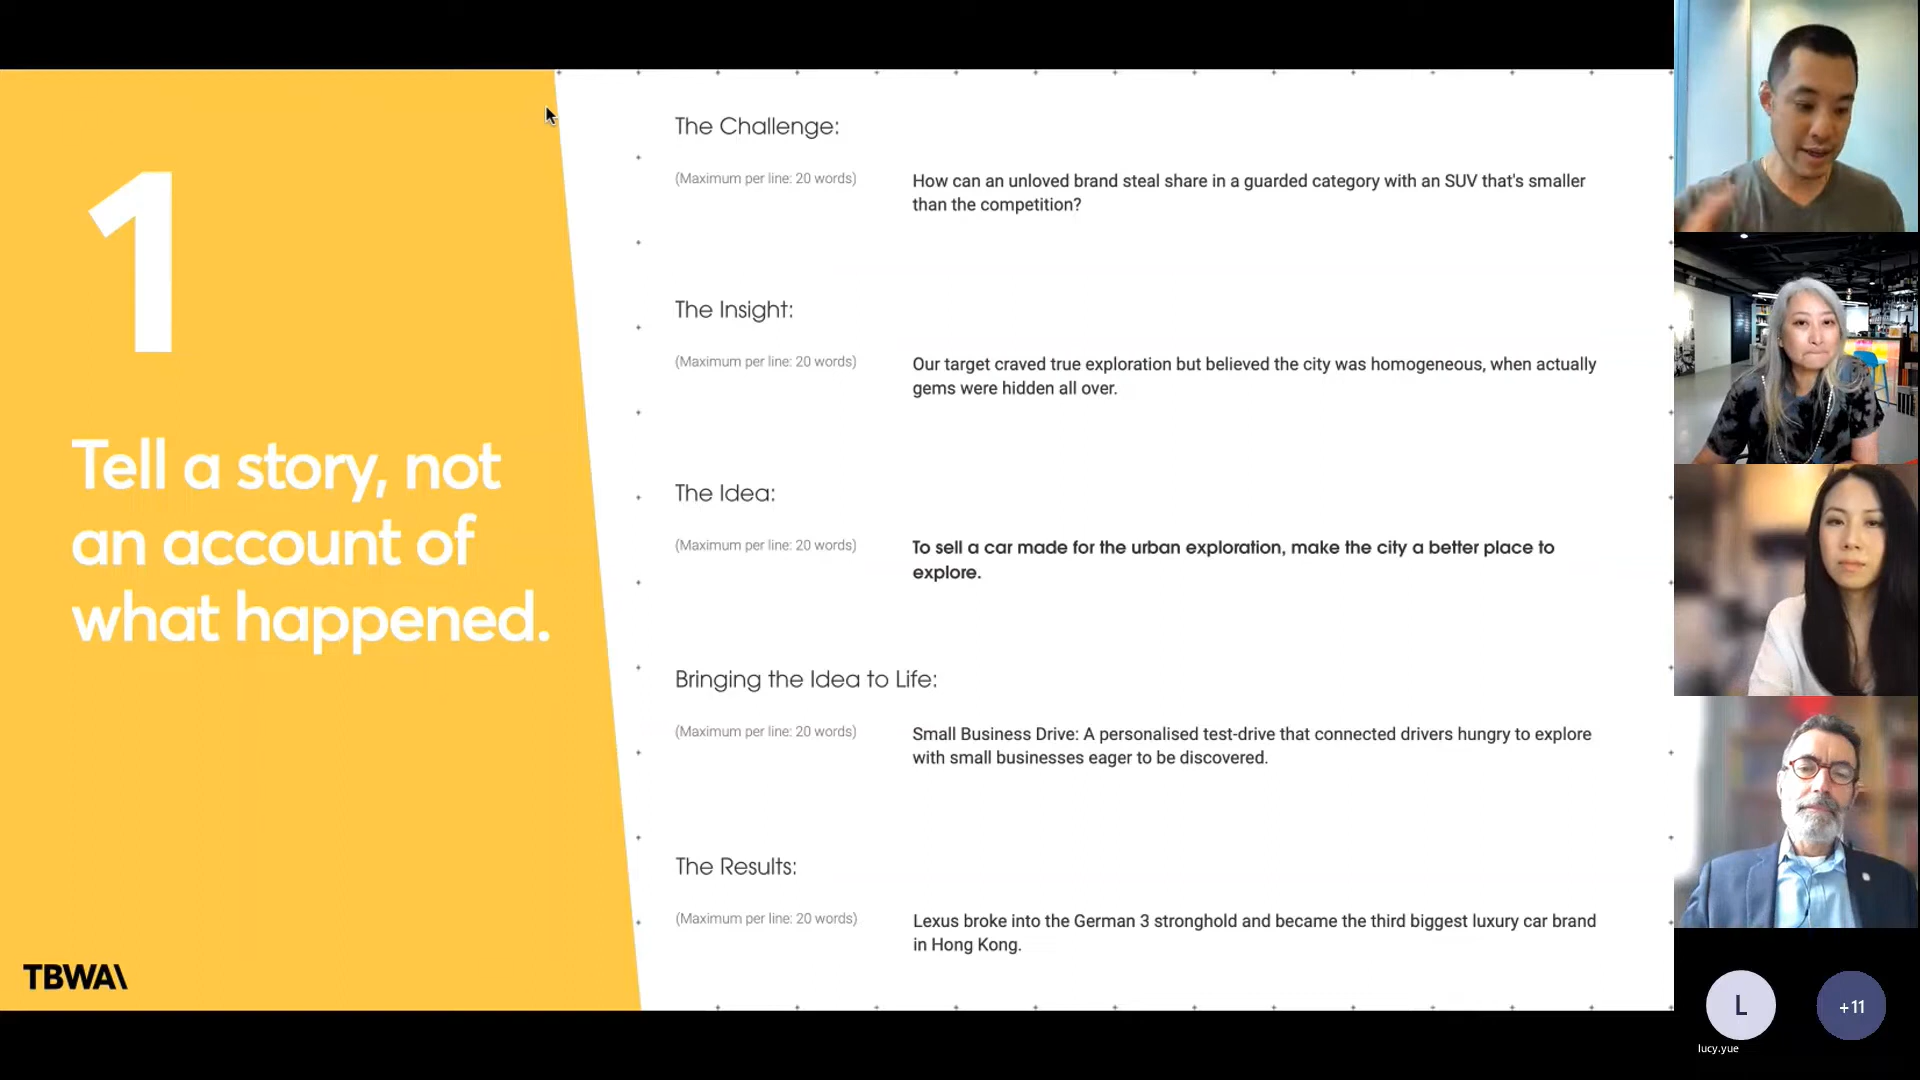 1
Tell a story, not
an account of
what happened.
TBWA\
The Challenge:
(Maximum per line: 20 words)
How can an unloved brand steal share in a guarded category with an SUV that's smaller
than the competition?
The Insight:
(Maximum per line: 20 words)
Our target craved true exploration but believed the city was homogeneous, when actually
gems were hidden all over.
The Idea:
(Maximum per line: 20 words)
To sell a car made for the urban exploration, make the city a better place to
explore.
Bringing the Idea to Life:
(Maximum per line: 20 words)
Small Business Drive: A personalised test-drive that connected drivers hungry to explore
with small businesses eager to be discovered.
The Results:
(Maximum per line: 20 words)
Lexus broke into the German 3 stronghold and became the third biggest luxury car brand
in Hong Kong.
L
+11
lucy.yue